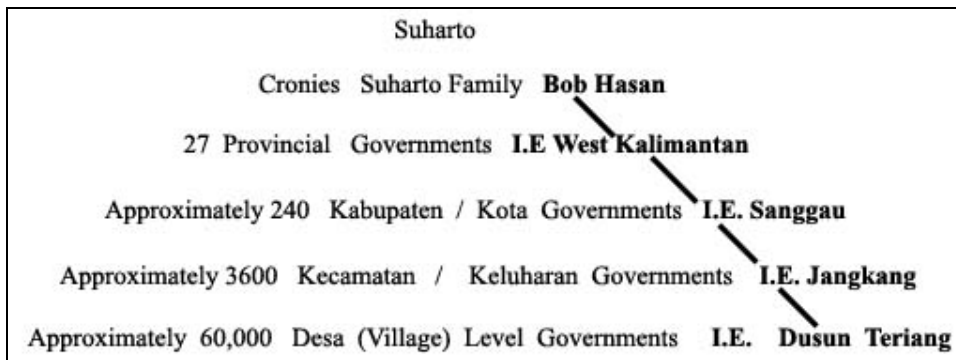 Suharto
Cronies Suharto Family Bob Hasan
27 Provincial Governments I.E West Kalimantan
Approximately 240 Kabupaten / Kota Governments I.E. Sanggau
Approximately 3600 Kecamatan / Keluharan Governments I.E. Jangkang
Approximately 60,000 Desa (Village) Level Governments I.E. Dusun Teriang